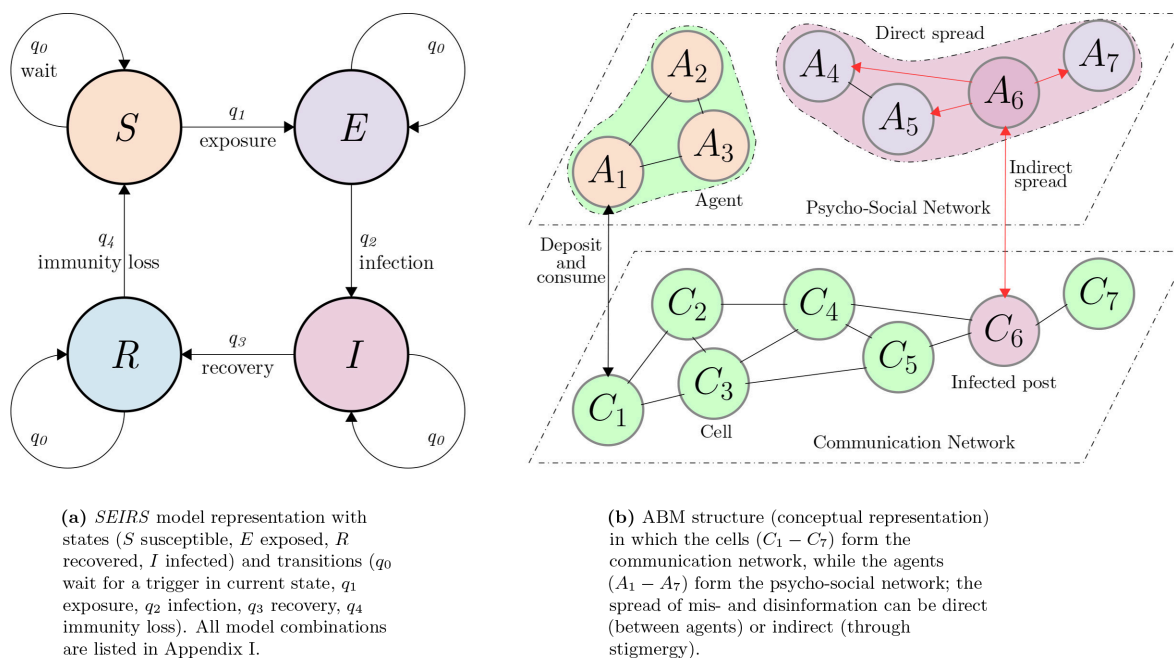 q0
wait
S
q1
exposure
E
q0
q4
immunity loss
q2
infection
R
q3
recovery
I
q0
q0
(a) SEIRS model representation with
states (S susceptible, E exposed, R
recovered, I infected) and transitions (q0
wait for a trigger in current state, q1
exposure, q2 infection, q3 recovery, q4
immunity loss). All model combinations
are listed in Appendix I.
Direct spread
A2
A4
A7
A6
A5
A3
A1
Agent
Indirect
spread
Psycho-Social Network
Deposit
and
consume
C2
C4
C7
C6
C5
C3
C1
Infected post
Cell
Communication Network
(b) ABM structure (conceptual representation)
in which the cells (C1 − C7) form the
communication network, while the agents
(A1 − A7) form the psycho-social network; the
spread of mis- and disinformation can be direct
(between agents) or indirect (through
stigmergy).